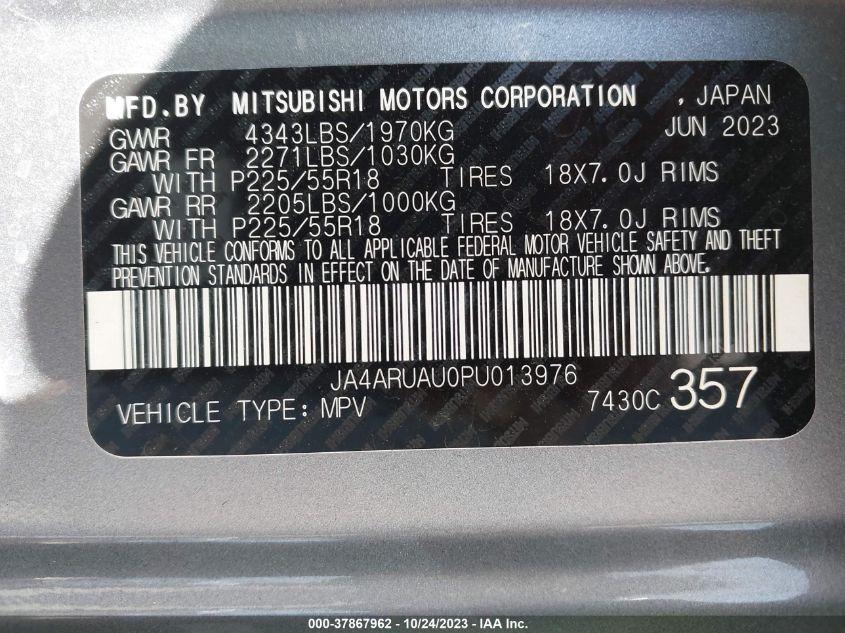 MFD.BY MITSUBISHI MOTORS CORPORATION , JAPAN
GVWR 4343LBS/1970KG JUN 2023
GAWR FR 2271LBS/1030KG
WITH P225/55R18 TIRES 18X7.0J RIMS
GAWR RR 2205LBS/1000KG
WITH P225/55R18 TIRES 18X7.0J RIMS
THIS VEHICLE CONFORMS TO ALL APPLICABLE FEDERAL MOTOR VEHICLE SAFETY AND THEFT
PREVENTION STANDARDS IN EFFECT ON THE DATE OF MANUFACTURE SHOWN ABOVE.
JA4ARUAU0PU013976
VEHICLE TYPE: MPV 7430C 357
000-37867962 - 10/24/2023 - IAA Inc.